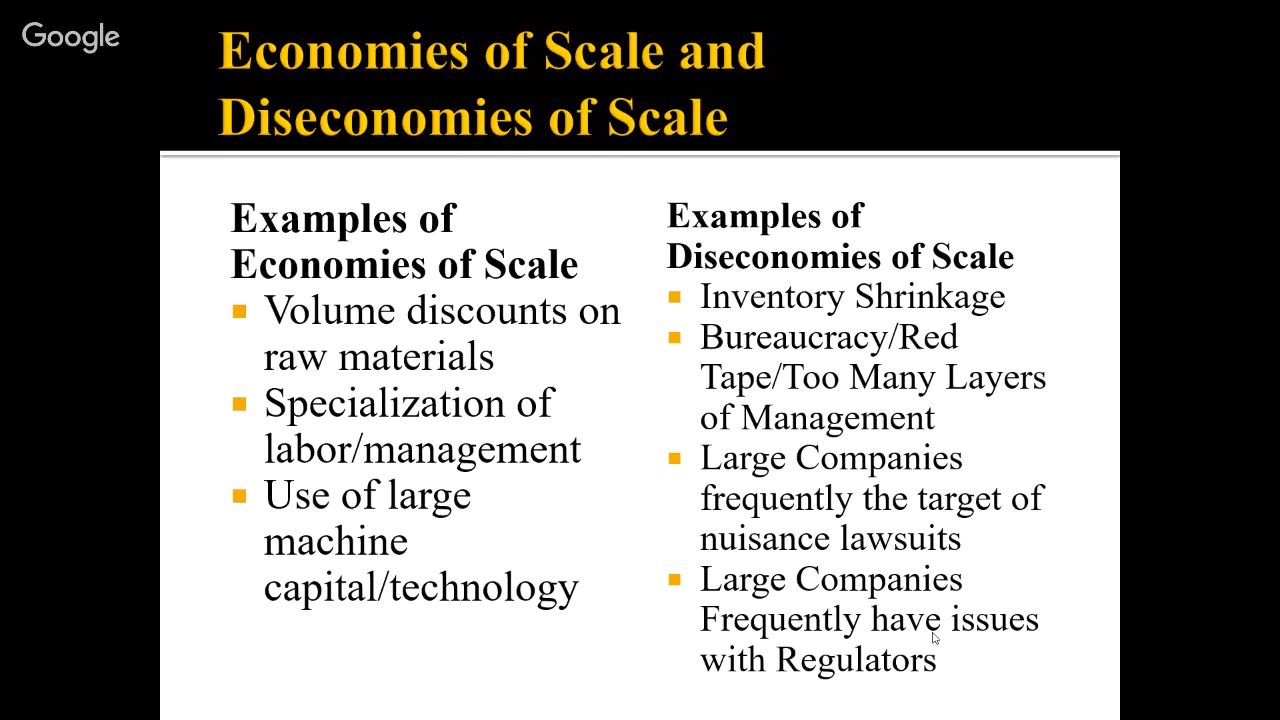 Google
Economies of Scale and
Diseconomies of Scale
Examples of
Economies of Scale
Volume discounts on
raw materials
Specialization of
labor/management
Use of large
machine
capital/technology
Examples of
Diseconomies of Scale
Inventory Shrinkage
Bureaucracy/Red
Tape/Too Many Layers
of Management
Large Companies
frequently the target of
nuisance lawsuits
Large Companies
Frequently have issues
with Regulators